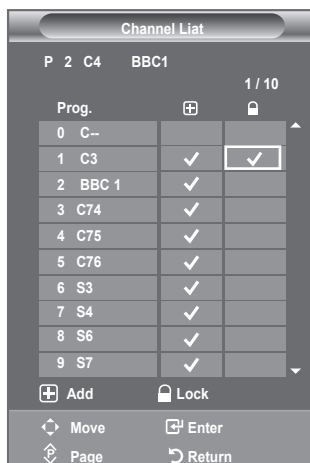 Channel Liat
P 2 C4 BBC1
1 / 10
Prog.
0 C--
1 C3
2 BBC 1
3 C74
4 C75
5 C76
6 S3
7 S4
8 S6
9 S7
Add Lock
Move Enter
P Page Return